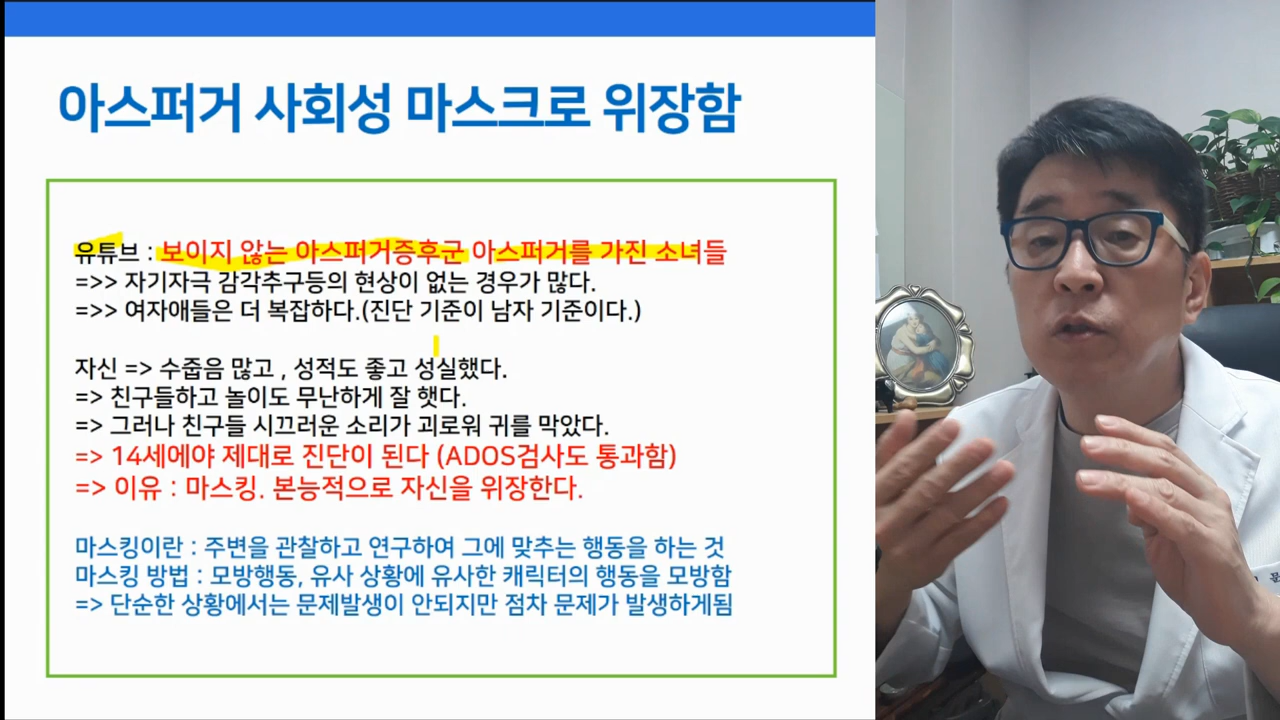 아스퍼거 사회성 마스크로 위장함
유튜브 : 보이지 않는 아스퍼거증후군 아스퍼거를 가진 소녀들
=>> 자기자극 감각추구등의 현상이 없는 경우가 많다.
=>> 여자애들은 더 복잡하다.(진단 기준이 남자 기준이다.)
자신 => 수줍음 많고 , 성적도 좋고 성실했다.
=> 친구들하고 놀이도 무난하게 잘 햇다.
=> 그러나 친구들 시끄러운 소리가 괴로워 귀를 막았다.
=> 14세에야 제대로 진단이 된다 (ADOS검사도 통과함)
=> 이유 : 마스킹. 본능적으로 자신을 위장한다.
마스킹이란 : 주변을 관찰하고 연구하여 그에 맞추는 행동을 하는 것
마스킹 방법 : 모방행동, 유사 상황에 유사한 캐릭터의 행동을 모방함
=> 단순한 상황에서는 문제발생이 안되지만 점차 문제가 발생하게됨